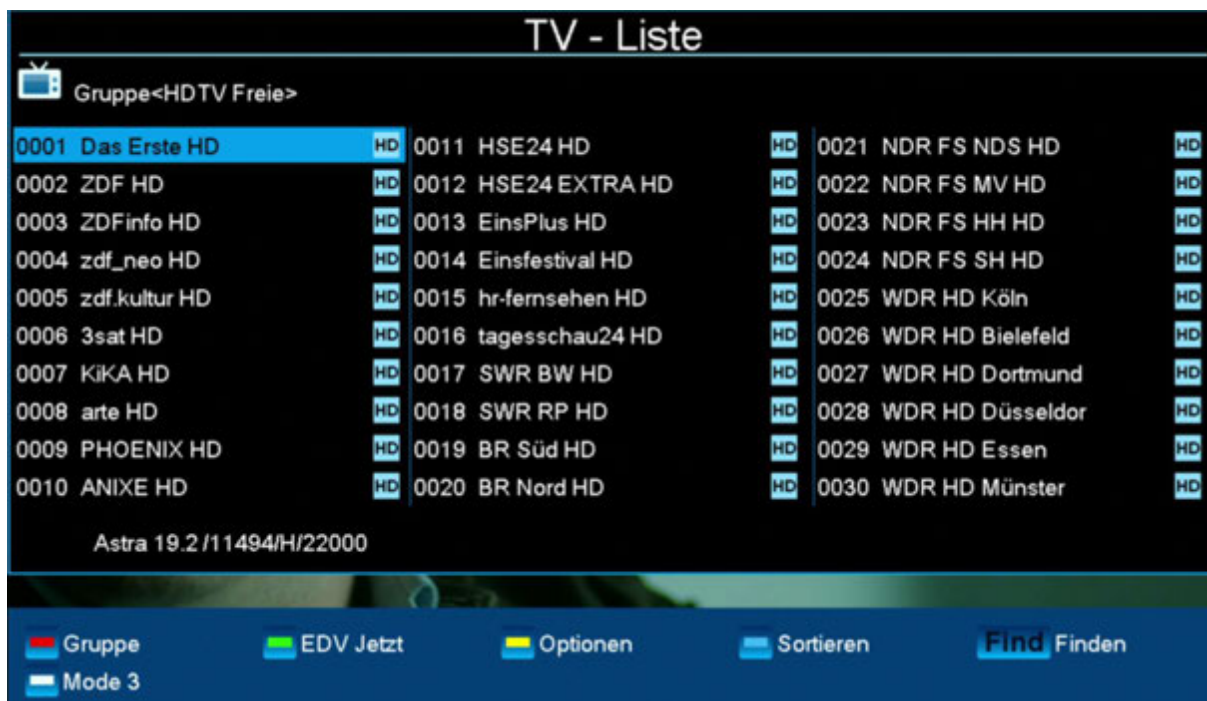 TV - Liste
Gruppe<HDTV Freie>
0001 Das Erste HD HD
0002 ZDF HD HD
0003 ZDFinfo HD HD
0004 zdf_neo HD HD
0005 zdf.kultur HD HD
0006 3sat HD HD
0007 KiKA HD HD
0008 arte HD HD
0009 PHOENIX HD HD
0010 ANIXE HD HD
0011 HSE24 HD HD
0012 HSE24 EXTRA HD HD
0013 EinsPlus HD HD
0014 Einsfestival HD HD
0015 hr-fernsehen HD HD
0016 tagesschau24 HD HD
0017 SWR BW HD HD
0018 SWR RP HD HD
0019 BR Süd HD HD
0020 BR Nord HD HD
0021 NDR FS NDS HD HD
0022 NDR FS MV HD HD
0023 NDR FS HH HD HD
0024 NDR FS SH HD HD
0025 WDR HD Köln HD
0026 WDR HD Bielefeld HD
0027 WDR HD Dortmund HD
0028 WDR HD Düsseldor HD
0029 WDR HD Essen HD
0030 WDR HD Münster HD
Astra 19.2 /11494/H/22000
Gruppe EDV Jetzt Optionen Sortieren Find Finden
Mode 3